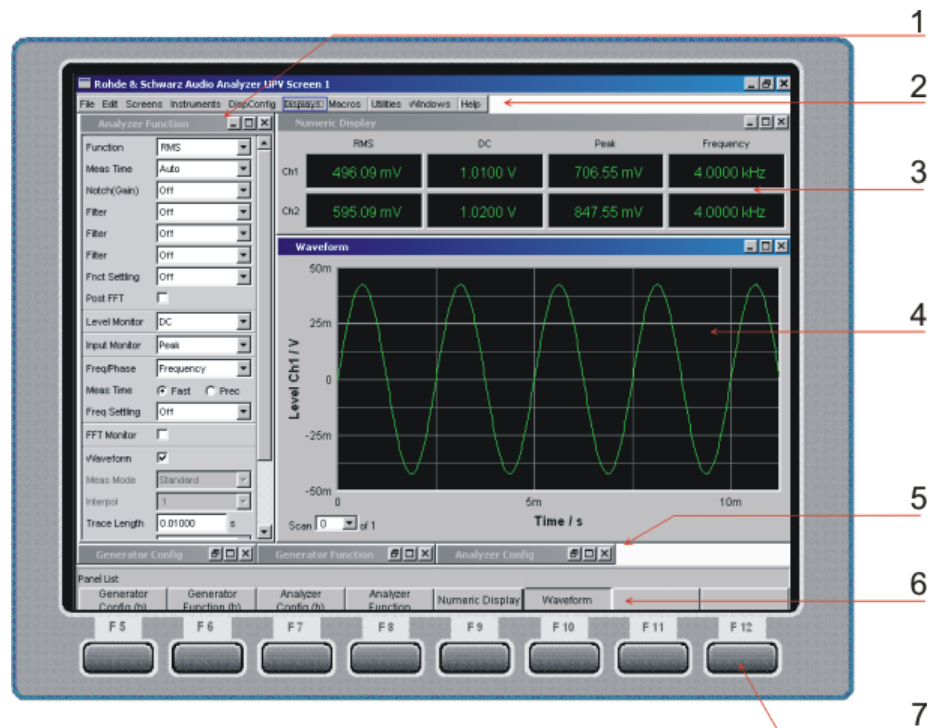 1
Rohde & Schwarz Audio Analyzer UPV Screen 1
2
File Edit Screens Instruments DispConfig Displays Macros Utilities Windows Help
Analyzer Function
Numeric Display
RMS DC Peak Frequency
Ch1 496.09 mV 1.0100 V 706.55 mV 4.0000 kHz
3
Ch2 595.09 mV 1.0200 V 847.55 mV 4.0000 kHz
Function RMS
Meas Time Auto
Notch(Gain) Off
Filter Off
Filter Off
Filter Off
Fnct Settling Off
Post FFT
Level Monitor DC
Input Monitor Peak
Freq/Phase Frequency
Meas Time Fast Prec
Freq Settling Off
FFT Monitor
Waveform
Meas Mode Standard
Interpol 1
Trace Length 0.01000 s
Waveform
50m
25m
4
0
-25m
-50m
Level Ch1 / V
0 5m 10m
Scan 0 of 1 Time / s
5
Generator Config Generator Function Analyzer Config
Panel List
6
Generator Config (h) Generator Function (h) Analyzer Config (h) Analyzer Function Numeric Display Waveform
F 5 F 6 F 7 F 8 F 9 F 10 F 11 F 12
7